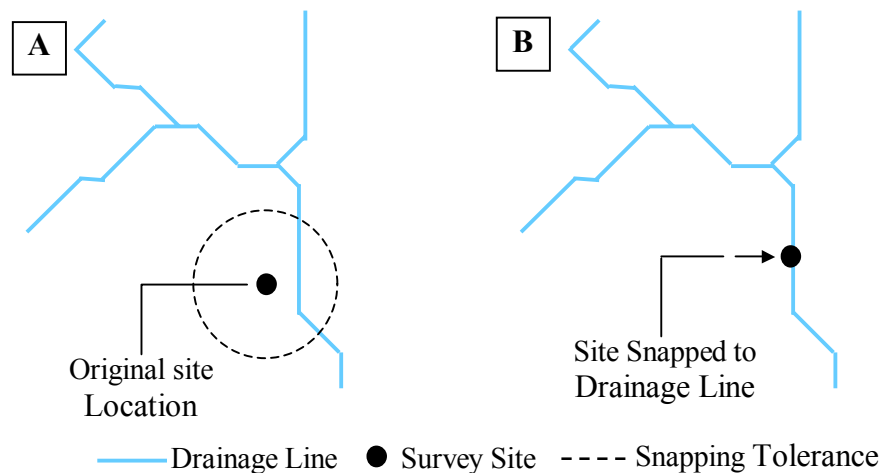 A
B
Original site
Location
Site Snapped to
Drainage Line
Drainage Line Survey Site Snapping Tolerance